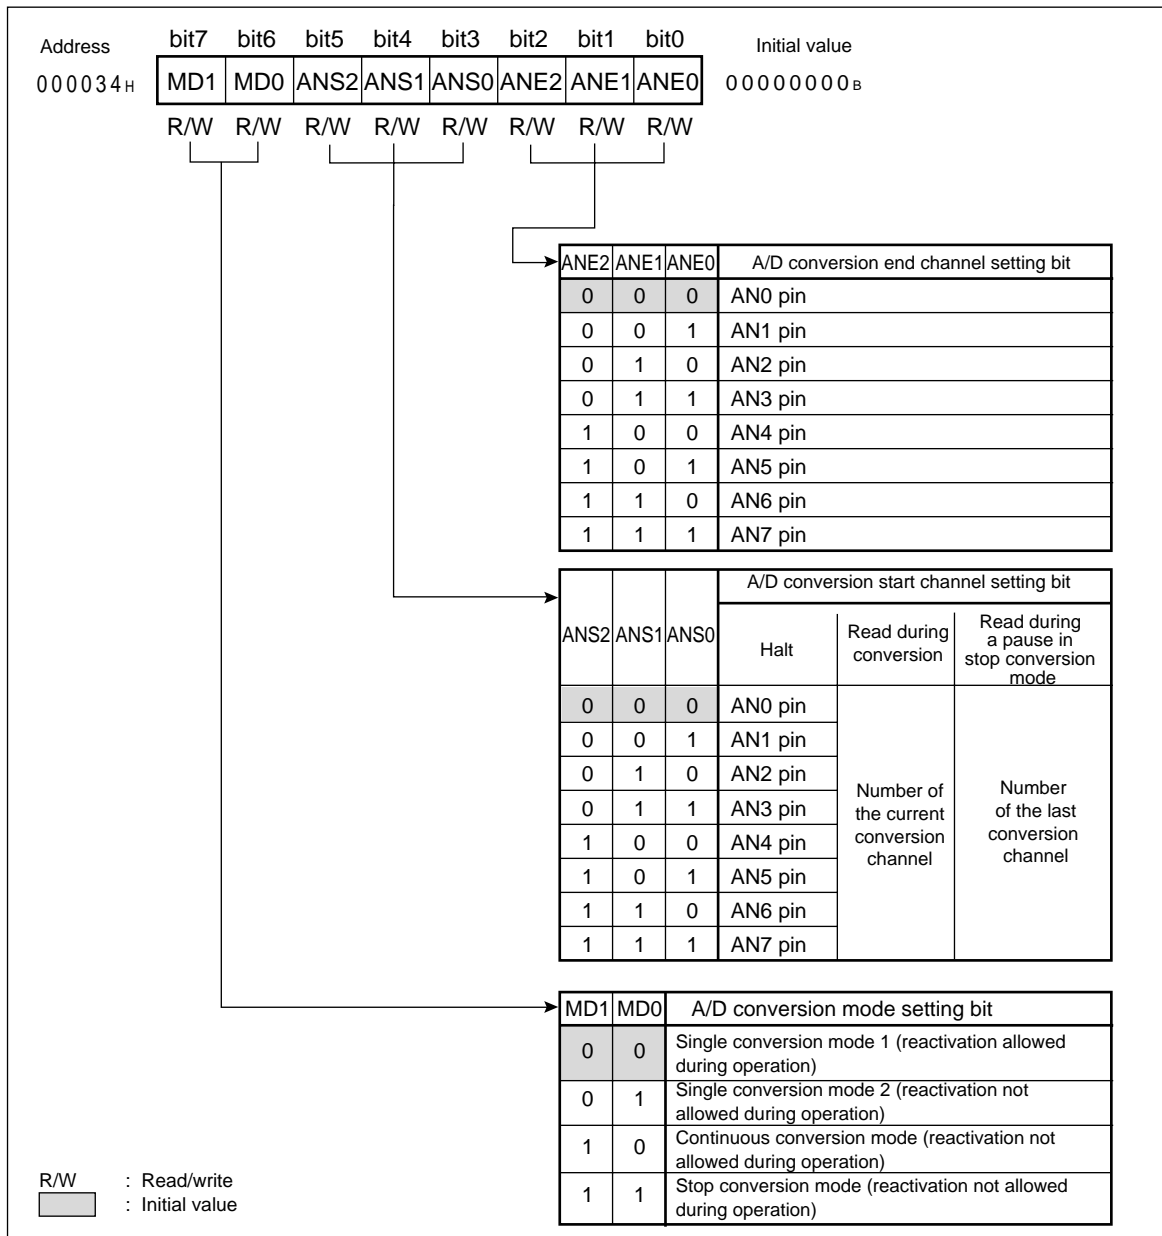 bit7 bit6 bit5 bit4 bit3 bit2 bit1 bit0
Address Initial value
000034H MD1 MD0 ANS2 ANS1 ANS0 ANE2 ANE1 ANE0 00000000B
R/W R/W R/W R/W R/W R/W R/W R/W
ANE2 ANE1 ANE0 A/D conversion end channel setting bit
0 0 0 AN0 pin
0 0 1 AN1 pin
0 1 0 AN2 pin
0 1 1 AN3 pin
1 0 0 AN4 pin
1 0 1 AN5 pin
1 1 0 AN6 pin
1 1 1 AN7 pin
A/D conversion start channel setting bit
ANS2 ANS1 ANS0
Halt
Read during
conversion
Read during
a pause in
stop conversion
mode
0 0 0 AN0 pin
0 0 1 AN1 pin
0 1 0 AN2 pin
0 1 1 AN3 pin
1 0 0 AN4 pin
1 0 1 AN5 pin
1 1 0 AN6 pin
1 1 1 AN7 pin
Number of
the current
conversion
channel
Number
of the last
conversion
channel
MD1 MD0 A/D conversion mode setting bit
0 0 Single conversion mode 1 (reactivation allowed
during operation)
0 1 Single conversion mode 2 (reactivation not
allowed during operation)
1 0 Continuous conversion mode (reactivation not
allowed during operation)
1 1 Stop conversion mode (reactivation not allowed
during operation)
R/W : Read/write
: Initial value